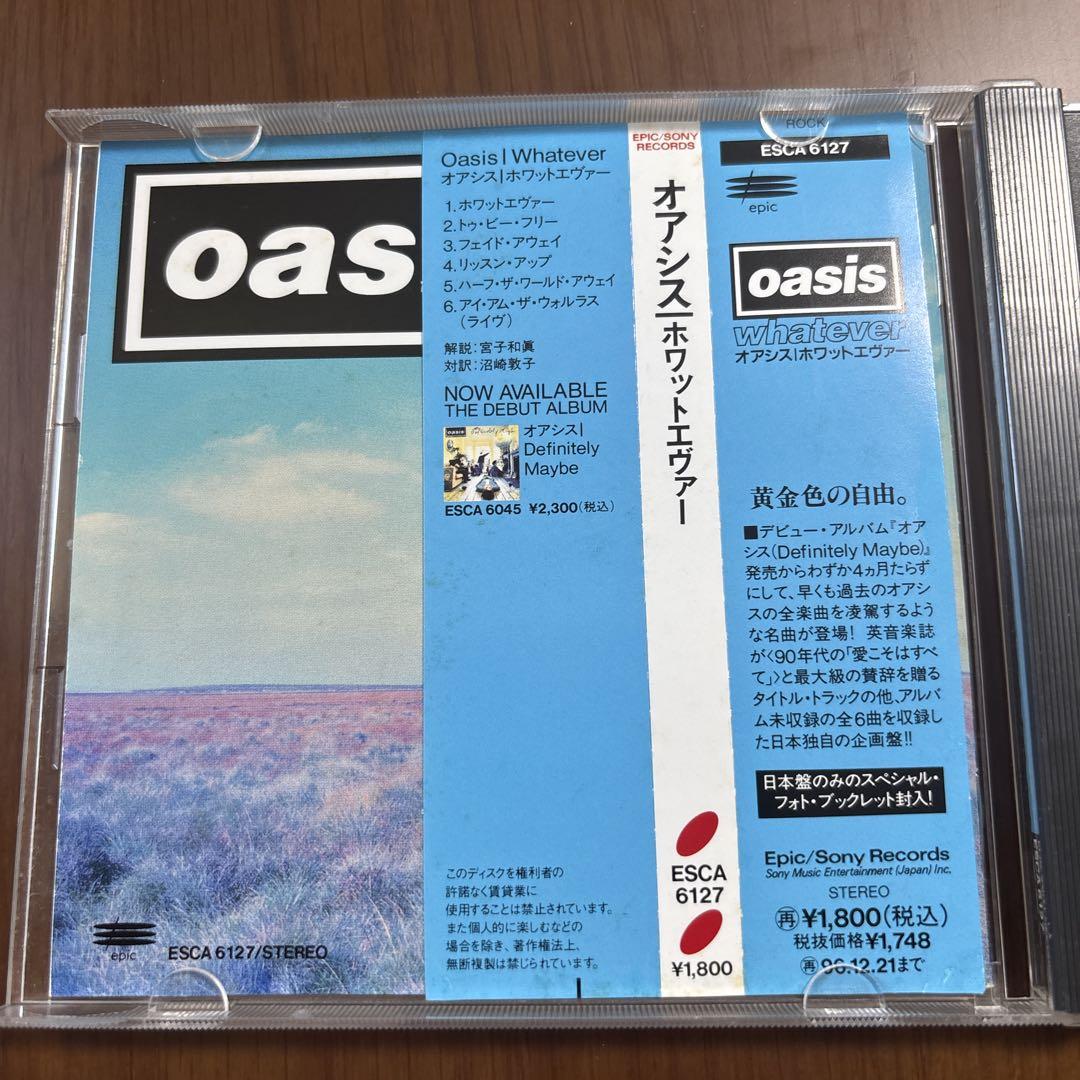 oas
epic
ESCA 6127/STEREO
Oasis | Whatever
オアシス|ホワットエヴァー
1. ホワットエヴァー
2. トゥ・ビー・フリー
3. フェイド・アウェイ
4. リッスン・アップ
5. ハーフ・ザ・ワールド・アウェイ
6. アイ・アム・ザ・ウォルラス
(ライヴ)
解説:宮子和眞
対訳:沼崎敦子
NOW AVAILABLE
THE DEBUT ALBUM
oasis
オアシス|
Definitely
Maybe
ESCA 6045 ¥2,300(税込)
このディスクを権利者の
許諾なく賃貸業に
使用することは禁止されています。
また個人的に楽しむなどの
場合を除き、著作権法上、
無断複製は禁じられています。
EPIC/SONY
RECORDS
オアシス|ホワットエヴァー
ESCA
6127
¥1,800
ROCK
ESCA 6127
epic
oasis
whatever
オアシス|ホワットエヴァー
黄金色の自由。
■デビュー・アルバム『オア
シス(Definitely Maybe)』
発売からわずか4ヵ月たらず
にして、早くも過去のオアシ
スの全楽曲を凌駕するよう
な名曲が登場! 英音楽誌
が〈90年代の「愛こそはすべ
て」〉と最大級の賛辞を贈る
タイトル・トラックの他、アルバ
ム未収録の全6曲を収録し
た日本独自の企画盤!!
日本盤のみのスペシャル・
フォト・ブックレット封入!
Epic/Sony Records
Sony Music Entertainment (Japan) Inc.
STEREO
再 ¥1,800(税込)
税抜価格¥1,748
再 96.12.21まで